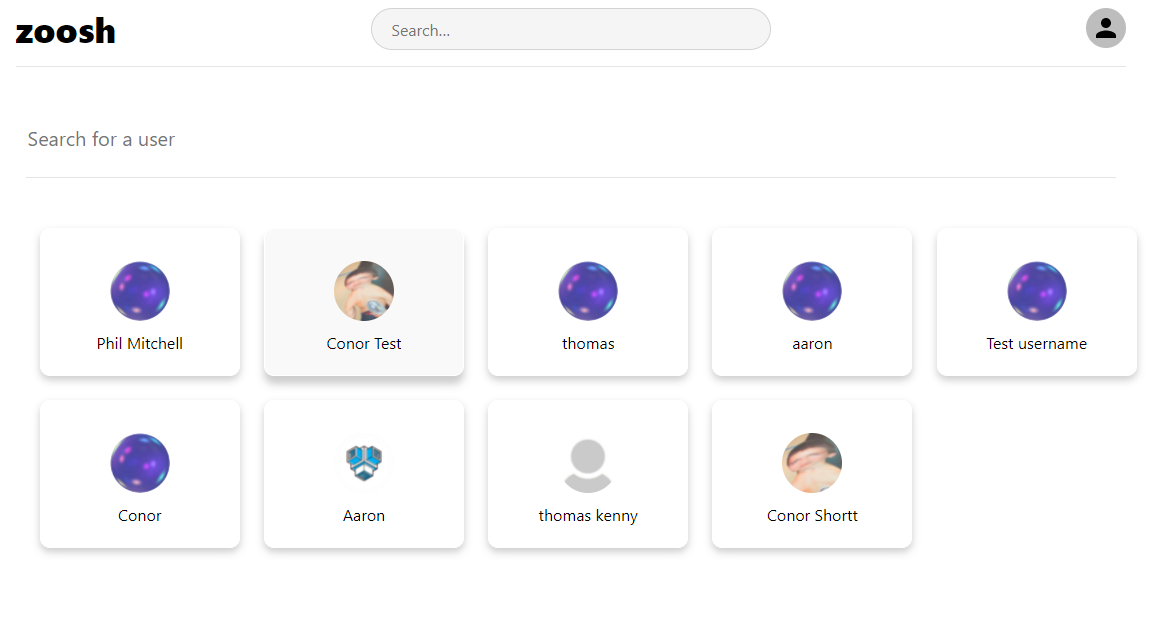 zoosh
Search...
Search for a user
Phil Mitchell
Conor Test
thomas
aaron
Test username
Conor
Aaron
thomas kenny
Conor Shortt